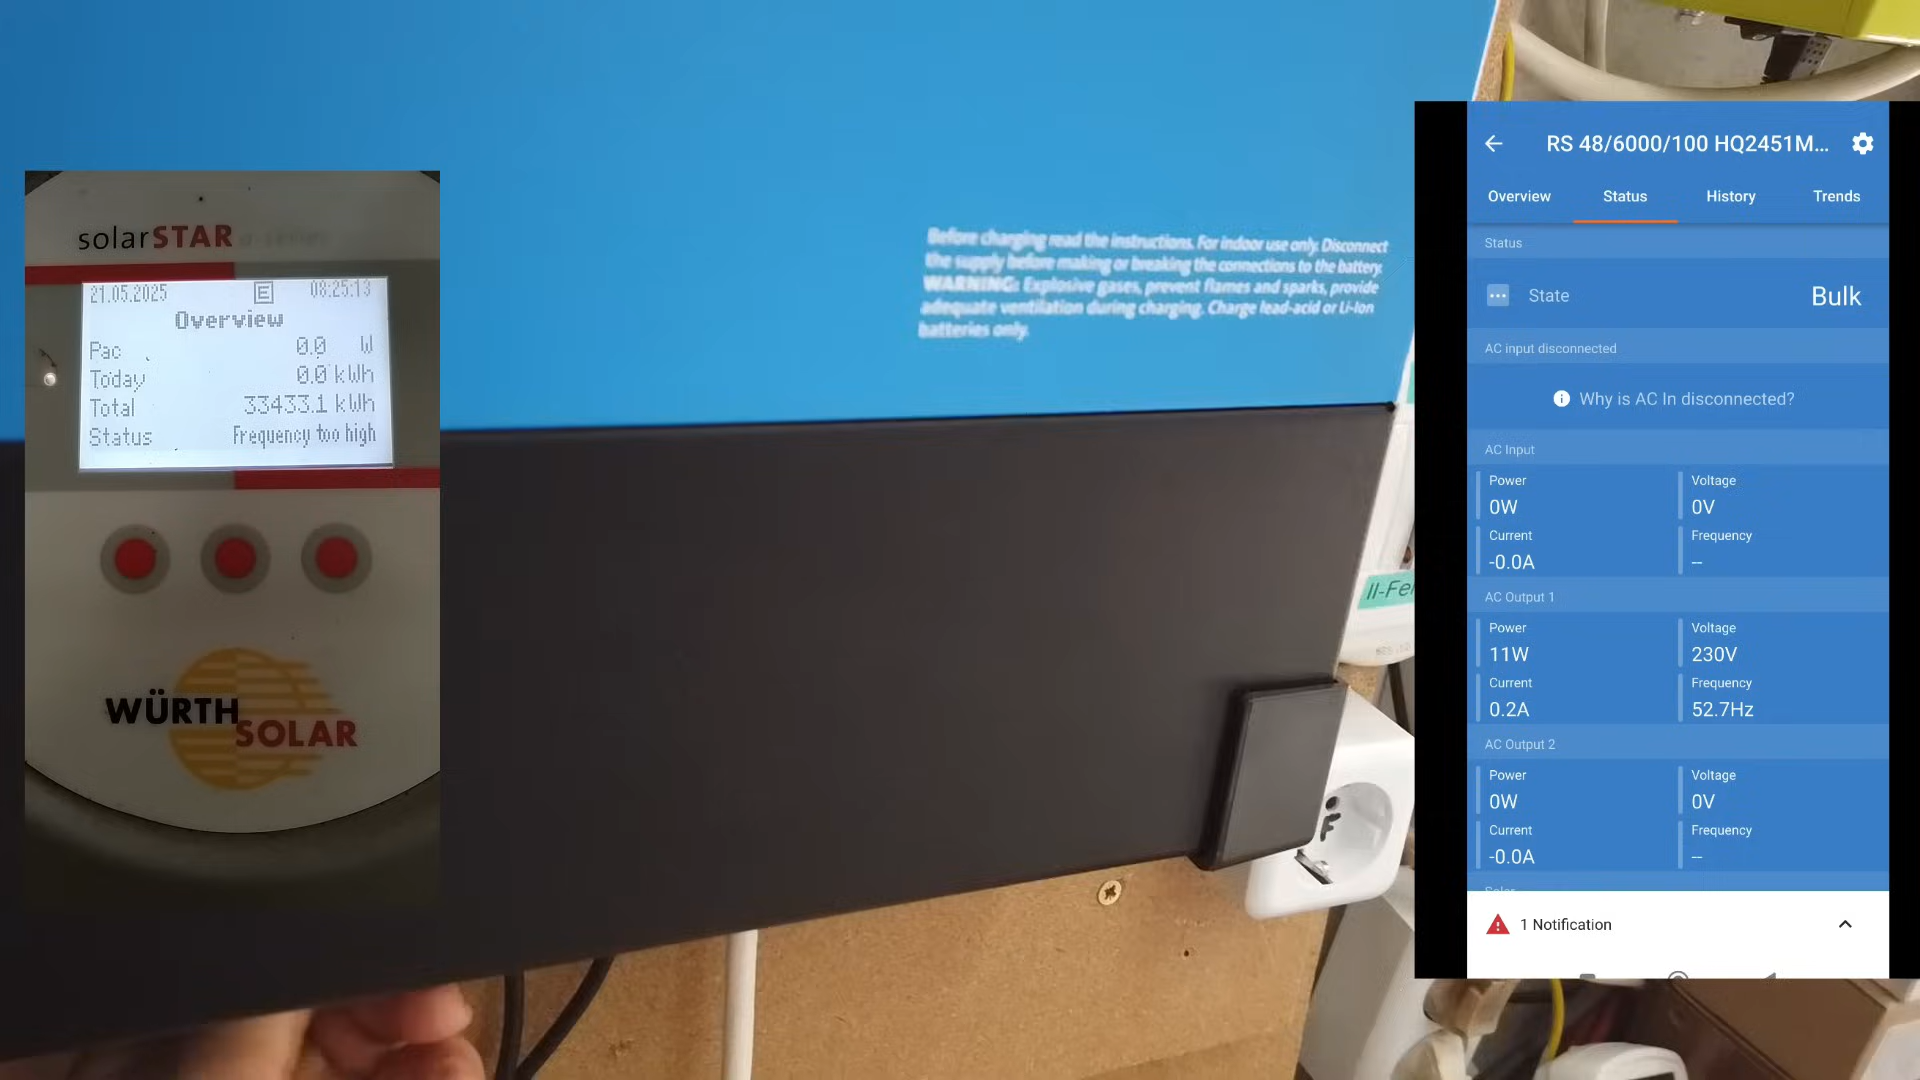 solarSTAR
21.05.2025 E 08:25:13
Overview
Pac 0.0 W
Today 0.0 kWh
Total 33433.1 kWh
Status Frequency too high
WÜRTH
SOLAR
Before charging read the instructions. For indoor use only. Disconnect
the supply before making or breaking the connections to the battery.
WARNING: Explosive gases, prevent flames and sparks, provide
adequate ventilation during charging. Charge lead-acid or Li-Ion
batteries only.
RS 48/6000/100 HQ2451M...
Overview Status History Trends
Status
State Bulk
AC input disconnected
Why is AC In disconnected?
AC Input
Power Voltage
0W 0V
Current Frequency
-0.0A --
AC Output 1
Power Voltage
11W 230V
Current Frequency
0.2A 52.7Hz
AC Output 2
Power Voltage
0W 0V
Current Frequency
-0.0A --
Solar
1 Notification